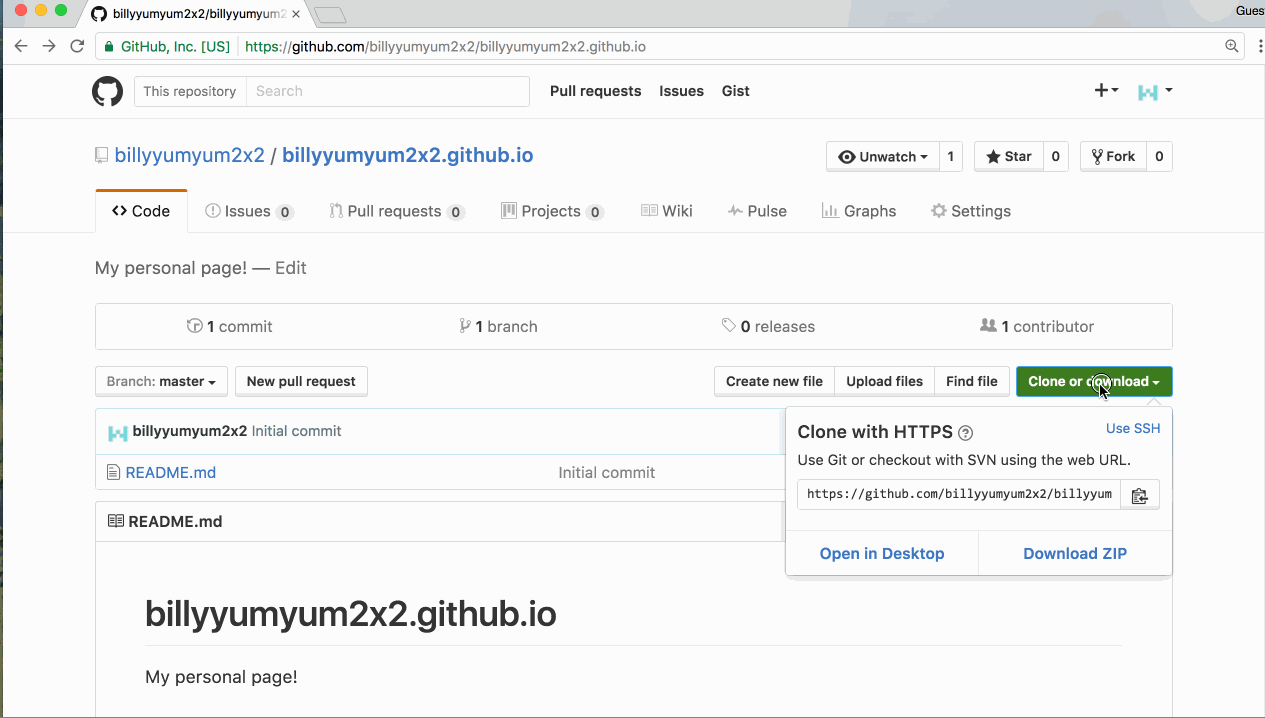 billyyumyum2x2/billyyumyum2
Gues
GitHub, Inc. [US] https://github.com/billyyumyum2x2/billyyumyum2x2.github.io
This repository Search Pull requests Issues Gist
billyyumyum2x2 / billyyumyum2x2.github.io
Unwatch 1 Star 0 Fork 0
Code Issues 0 Pull requests 0 Projects 0 Wiki Pulse Graphs Settings
My personal page! — Edit
1 commit 1 branch 0 releases 1 contributor
Branch: master New pull request Create new file Upload files Find file Clone or download
billyyumyum2x2 Initial commit
README.md Initial commit
Clone with HTTPS ? Use SSH
Use Git or checkout with SVN using the web URL.
https://github.com/billyyumyum2x2/billyyum
Open in Desktop Download ZIP
README.md
billyyumyum2x2.github.io
My personal page!